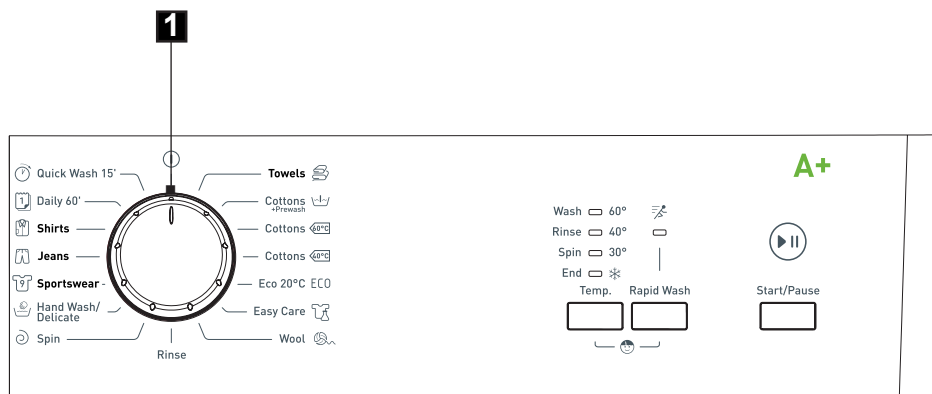 1
Quick Wash 15'
1 Daily 60'
Shirts
Jeans
9 Sportswear
Hand Wash/
Delicate
Spin
Rinse
Towels
Cottons
+Prewash
Cottons 60°C
Cottons 40°C
Eco 20°C ECO
Easy Care
Wool
Wash 60°
Rinse 40°
Spin 30°
End
Temp. Rapid Wash
Start/Pause
A+